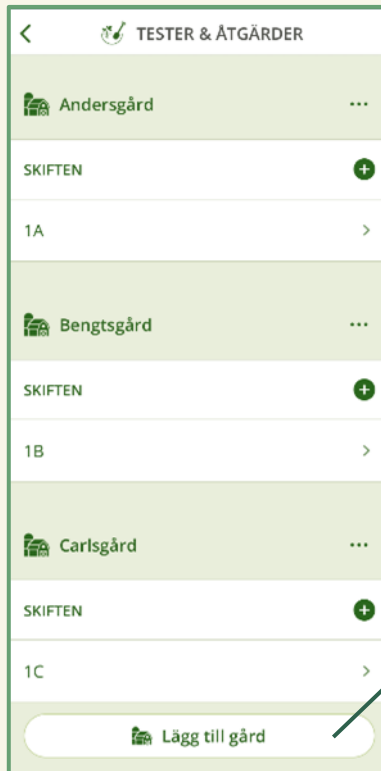 TESTER & ÅTGÄRDER
Andersgård
SKIFTEN
1A
Bengtsgård
SKIFTEN
1B
Carlsgård
SKIFTEN
1C
Lägg till gård